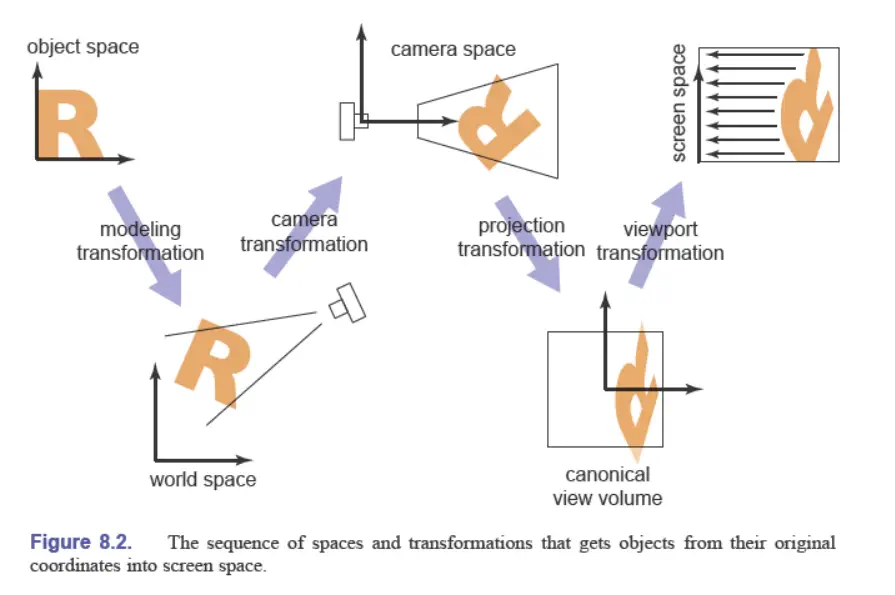 object space
camera space
screen space
modeling
transformation
camera
transformation
projection
transformation
viewport
transformation
world space
canonical
view volume
Figure 8.2. The sequence of spaces and transformations that gets objects from their original
coordinates into screen space.